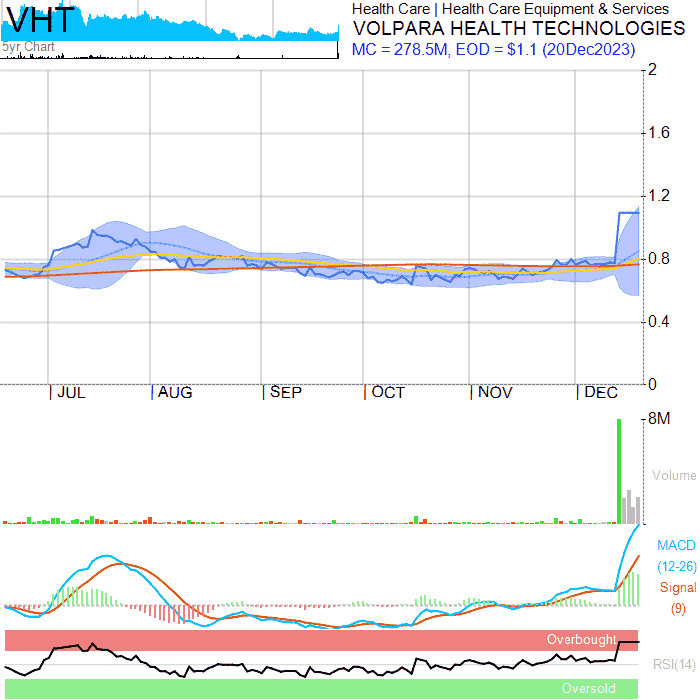 VHT
5yr Chart
Health Care | Health Care Equipment & Services
VOLPARA HEALTH TECHNOLOGIES
MC = 278.5M, EOD = $1.1 (20Dec2023)
2
1.6
1.2
0.8
0.4
0
JUL AUG SEP OCT NOV DEC
8M
Volume
MACD
(12-26)
Signal
(9)
Overbought
RSI(14)
Oversold